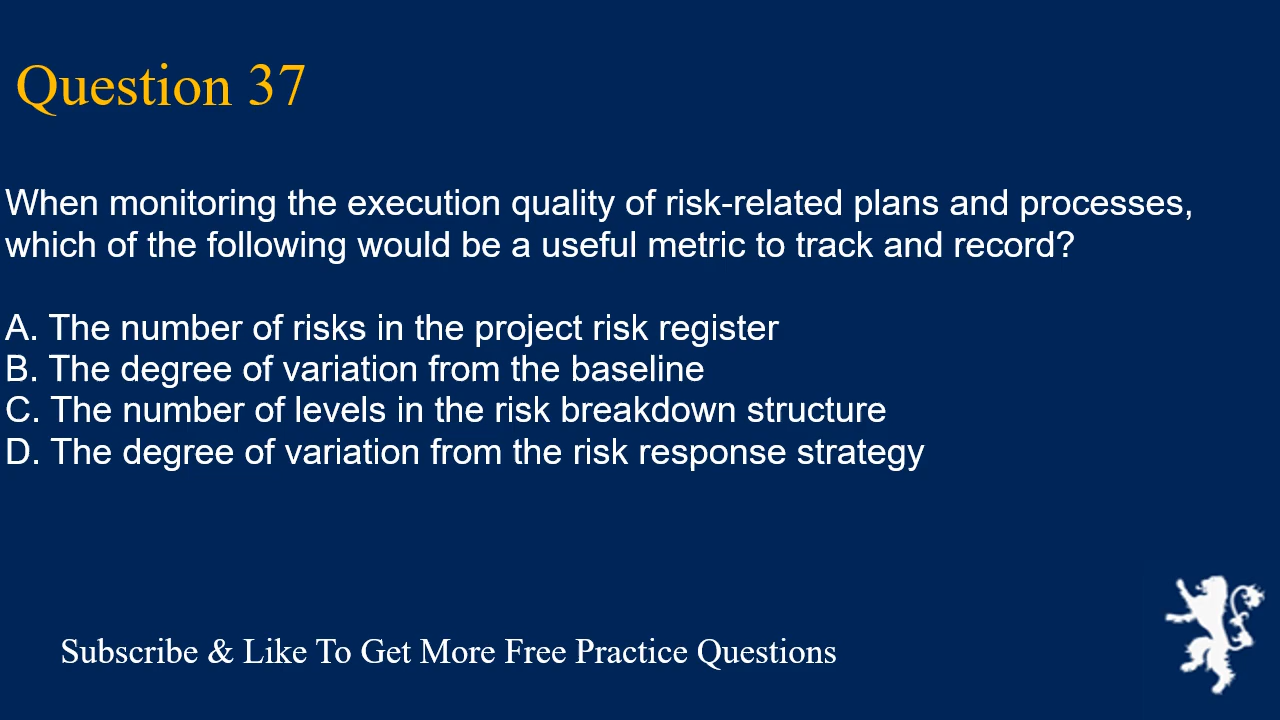 Question 37
When monitoring the execution quality of risk-related plans and processes,
which of the following would be a useful metric to track and record?
A. The number of risks in the project risk register
B. The degree of variation from the baseline
C. The number of levels in the risk breakdown structure
D. The degree of variation from the risk response strategy
Subscribe & Like To Get More Free Practice Questions